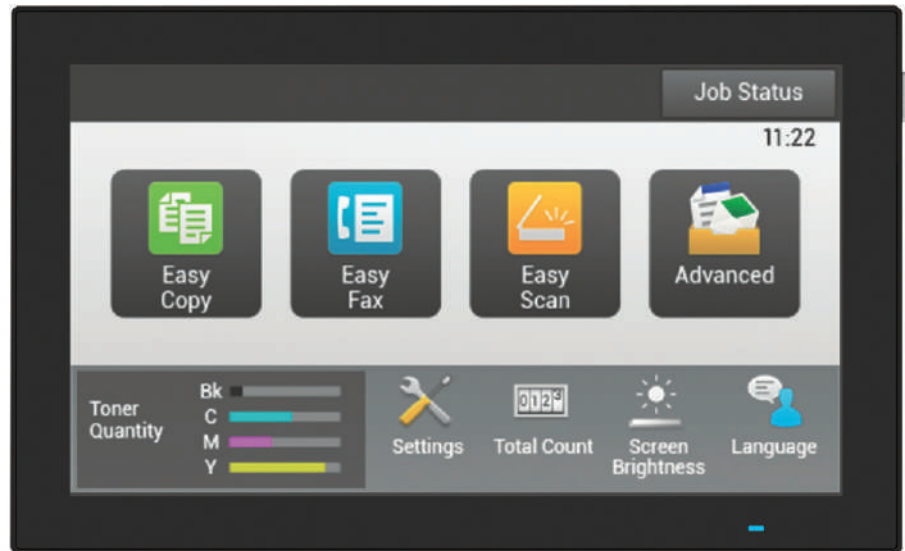 Job Status
11:22
Easy
Copy
Easy
Fax
Easy
Scan
Advanced
Toner
Quantity
Bk
C
M
Y
Settings
0129
Total Count
Screen
Brightness
Language